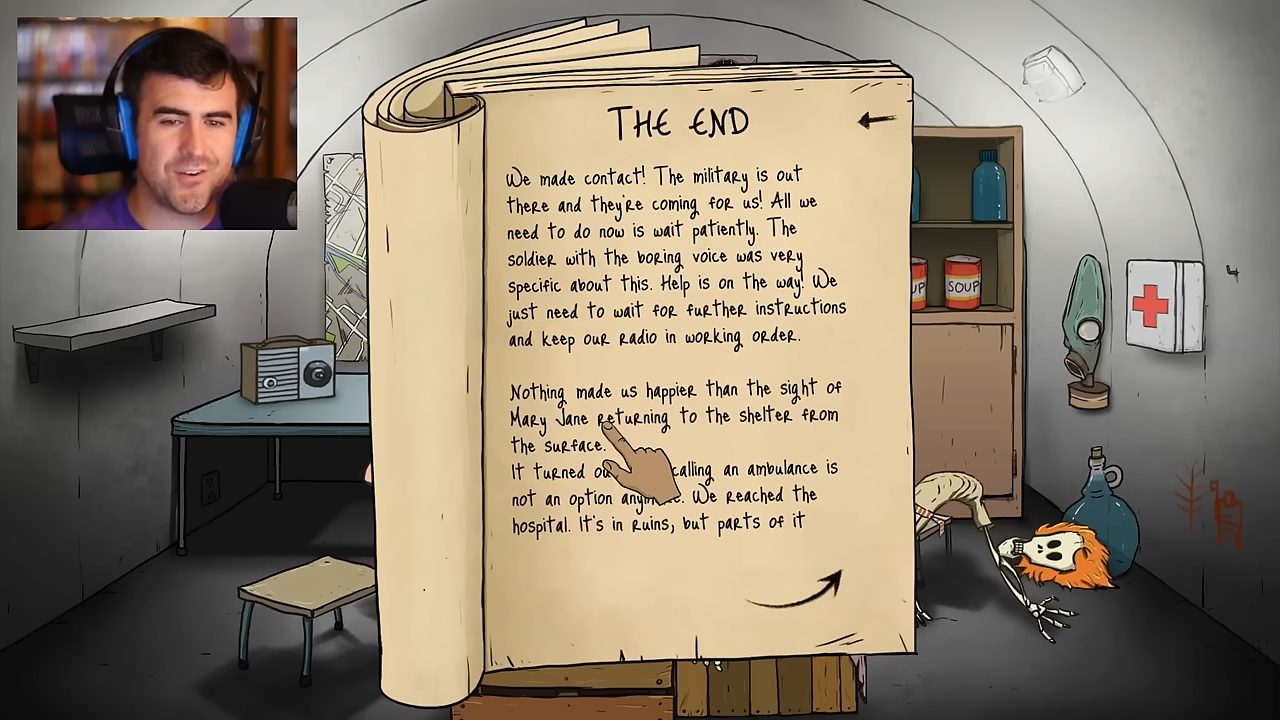 THE END
We made contact! The military is out
there and they're coming for us! All we
need to do now is wait patiently. The
soldier with the boring voice was very
specific about this. Help is on the way! We
just need to wait for further instructions
and keep our radio in working order.
Nothing made us happier than the sight of
Mary Jane returning to the shelter from
the surface.
It turned calling an ambulance is
not an option We reached the
hospital. It's in ruins, but parts of it
SOUP